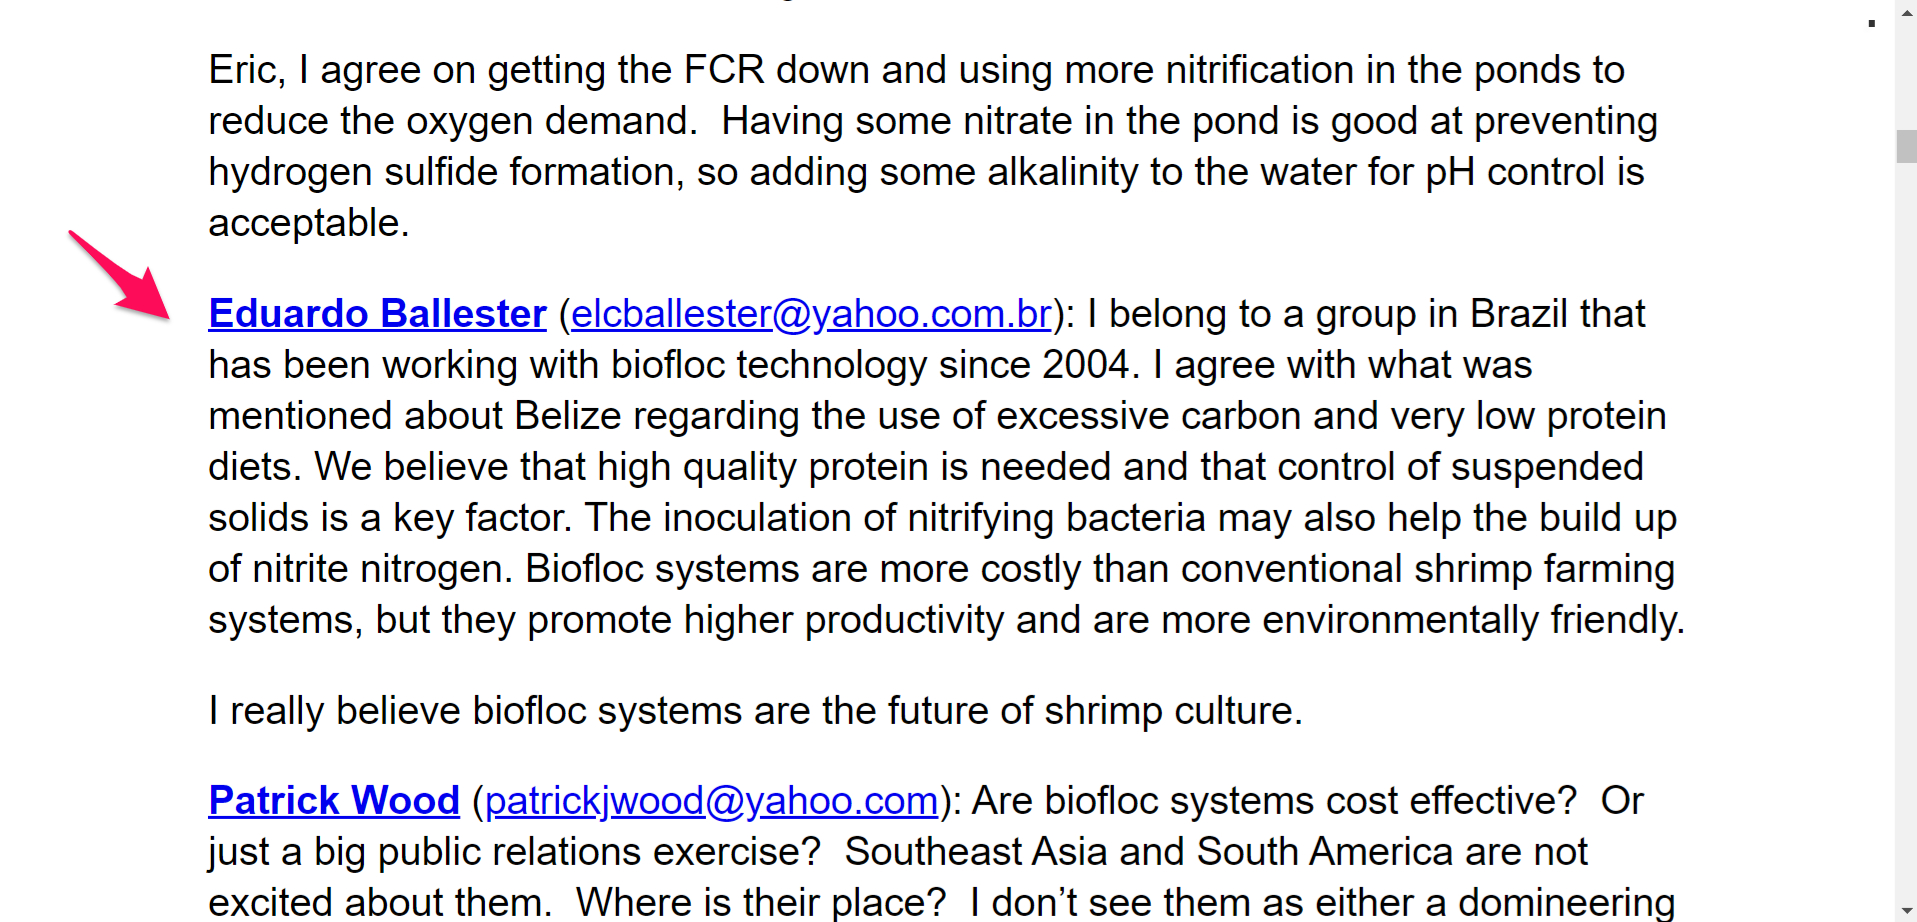 Eric, I agree on getting the FCR down and using more nitrification in the ponds to
reduce the oxygen demand.  Having some nitrate in the pond is good at preventing
hydrogen sulfide formation, so adding some alkalinity to the water for pH control is
acceptable.
Eduardo Ballester (elcballester@yahoo.com.br): I belong to a group in Brazil that
has been working with biofloc technology since 2004. I agree with what was
mentioned about Belize regarding the use of excessive carbon and very low protein
diets. We believe that high quality protein is needed and that control of suspended
solids is a key factor. The inoculation of nitrifying bacteria may also help the build up
of nitrite nitrogen. Biofloc systems are more costly than conventional shrimp farming
systems, but they promote higher productivity and are more environmentally friendly.
I really believe biofloc systems are the future of shrimp culture.
Patrick Wood (patrickjwood@yahoo.com): Are biofloc systems cost effective?  Or
just a big public relations exercise?  Southeast Asia and South America are not
excited about them.  Where is their place?  I don’t see them as either a domineering